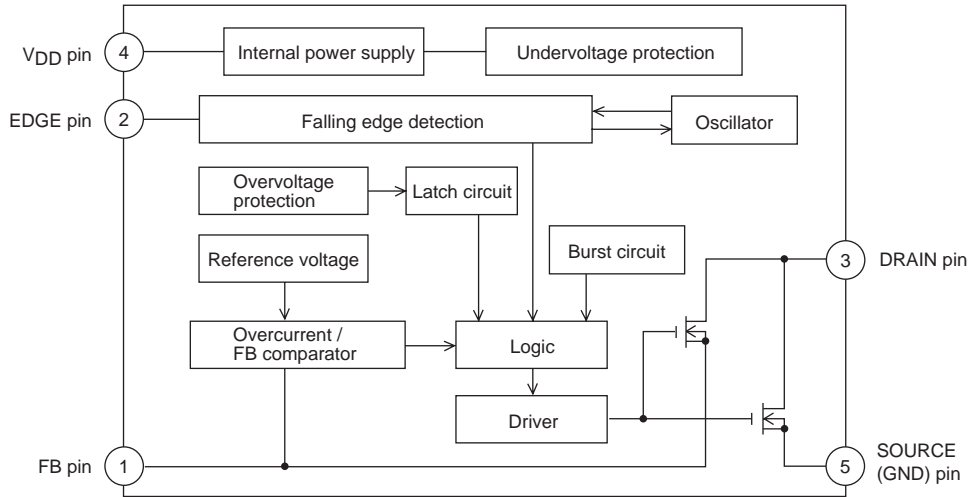 VDD pin
4
Internal power supply
Undervoltage protection
EDGE pin
2
Falling edge detection
Oscillator
Overvoltage
protection
Latch circuit
Reference voltage
Burst circuit
3
DRAIN pin
Overcurrent /
FB comparator
Logic
Driver
FB pin
1
5
SOURCE
(GND) pin